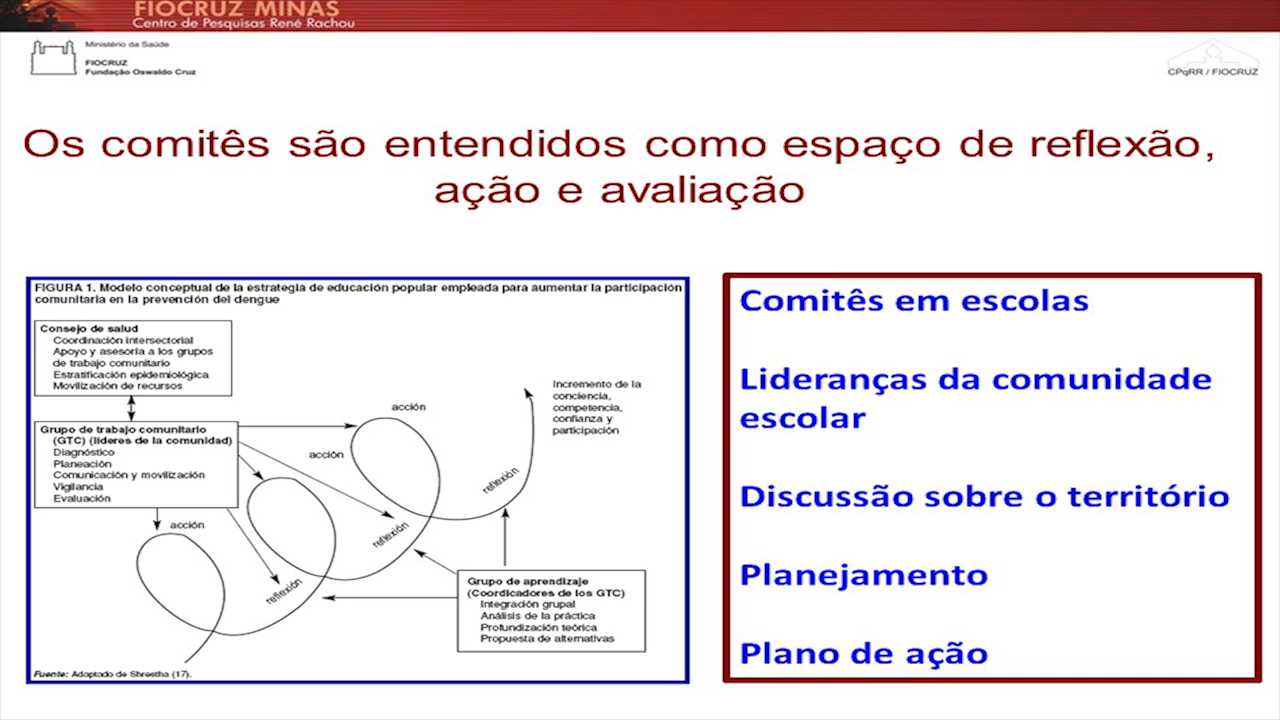 FIOCRUZ MINAS
Centro de Pesquisas René Rachou
Ministério da Saúde
FIOCRUZ
Fundação Oswaldo Cruz
CPqRR / FIOCRUZ
Os comitês são entendidos como espaço de reflexão,
ação e avaliação
FIGURA 1. Modelo conceptual de la estrategia de educación popular empleada para aumentar la participación
comunitaria en la prevención del dengue
Consejo de salud
Coordinación intersectorial
Apoyo y asesoría a los grupos
de trabajo comunitario
Estratificación epidemiológica
Movilización de recursos
Grupo de trabajo comunitario
(GTC) (líderes de la comunidad)
Diagnóstico
Planeación
Comunicación y movilización
Vigilancia
Evaluación
acción
acción
acción
reflexión
reflexión
reflexión
Incremento de la
conciencia,
competencia,
confianza y
participación
Grupo de aprendizaje
(Coordicadores de los GTC)
Integración grupal
Análisis de la práctica
Profundización teórica
Propuesta de alternativas
Fuente: Adaptado de Shrestha (17).
Comitês em escolas
Lideranças da comunidade
escolar
Discussão sobre o território
Planejamento
Plano de ação